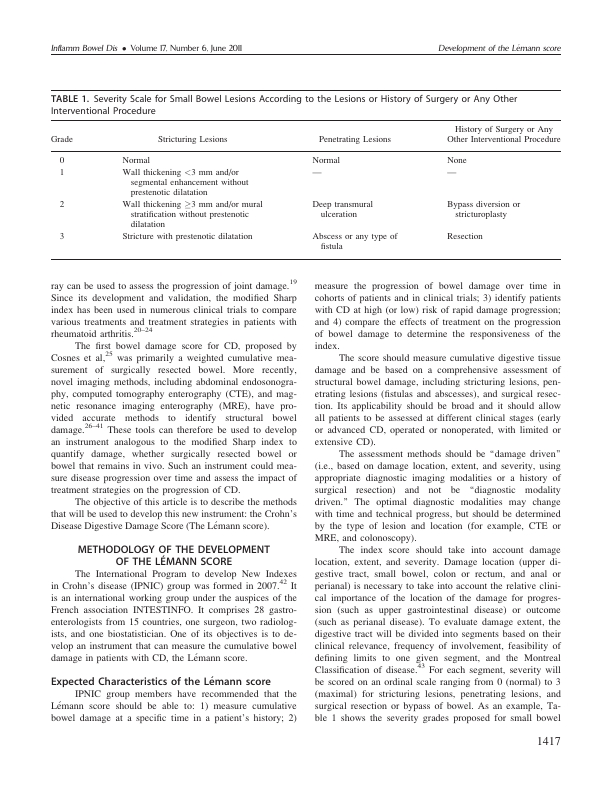 Inflamm Bowel Dis • Volume 17, Number 6, June 2011
Development of the Lémann score
TABLE 1. Severity Scale for Small Bowel Lesions According to the Lesions or History of Surgery or Any Other
Interventional Procedure
Grade
Stricturing Lesions
Penetrating Lesions
History of Surgery or Any
Other Interventional Procedure
0
Normal
Normal
None
1
Wall thickening <3 mm and/or
segmental enhancement without
prestenotic dilatation
—
—
2
Wall thickening ≥3 mm and/or mural
stratification without prestenotic
dilatation
Deep transmural
ulceration
Bypass diversion or
stricturoplasty
3
Stricture with prestenotic dilatation
Abscess or any type of
fistula
Resection
ray can be used to assess the progression of joint damage.19
Since its development and validation, the modified Sharp
index has been used in numerous clinical trials to compare
various treatments and treatment strategies in patients with
rheumatoid arthritis.20–24
The first bowel damage score for CD, proposed by
Cosnes et al,25 was primarily a weighted cumulative mea-
surement of surgically resected bowel. More recently,
novel imaging methods, including abdominal endosonogra-
phy, computed tomography enterography (CTE), and mag-
netic resonance imaging enterography (MRE), have pro-
vided accurate methods to identify structural bowel
damage.26–41 These tools can therefore be used to develop
an instrument analogous to the modified Sharp index to
quantify damage, whether surgically resected bowel or
bowel that remains in vivo. Such an instrument could mea-
sure disease progression over time and assess the impact of
treatment strategies on the progression of CD.
The objective of this article is to describe the methods
that will be used to develop this new instrument: the Crohn's
Disease Digestive Damage Score (The Lémann score).
METHODOLOGY OF THE DEVELOPMENT
OF THE LÉMANN SCORE
The International Program to develop New Indexes
in Crohn's disease (IPNIC) group was formed in 2007.42 It
is an international working group under the auspices of the
French association INTESTINFO. It comprises 28 gastro-
enterologists from 15 countries, one surgeon, two radiolog-
ists, and one biostatistician. One of its objectives is to de-
velop an instrument that can measure the cumulative bowel
damage in patients with CD, the Lémann score.
Expected Characteristics of the Lémann score
IPNIC group members have recommended that the
Lémann score should be able to: 1) measure cumulative
bowel damage at a specific time in a patient's history; 2)
measure the progression of bowel damage over time in
cohorts of patients and in clinical trials; 3) identify patients
with CD at high (or low) risk of rapid damage progression;
and 4) compare the effects of treatment on the progression
of bowel damage to determine the responsiveness of the
index.
The score should measure cumulative digestive tissue
damage and be based on a comprehensive assessment of
structural bowel damage, including stricturing lesions, pen-
etrating lesions (fistulas and abscesses), and surgical resec-
tion. Its applicability should be broad and it should allow
all patients to be assessed at different clinical stages (early
or advanced CD, operated or nonoperated, with limited or
extensive CD).
The assessment methods should be "damage driven"
(i.e., based on damage location, extent, and severity, using
appropriate diagnostic imaging modalities or a history of
surgical resection) and not be "diagnostic modality
driven." The optimal diagnostic modalities may change
with time and technical progress, but should be determined
by the type of lesion and location (for example, CTE or
MRE, and colonoscopy).
The index score should take into account damage
location, extent, and severity. Damage location (upper di-
gestive tract, small bowel, colon or rectum, and anal or
perianal) is necessary to take into account the relative clini-
cal importance of the location of the damage for progres-
sion (such as upper gastrointestinal disease) or outcome
(such as perianal disease). To evaluate damage extent, the
digestive tract will be divided into segments based on their
clinical relevance, frequency of involvement, feasibility of
defining limits to one given segment, and the Montreal
Classification of disease.43 For each segment, severity will
be scored on an ordinal scale ranging from 0 (normal) to 3
(maximal) for stricturing lesions, penetrating lesions, and
surgical resection or bypass of bowel. As an example, Ta-
ble 1 shows the severity grades proposed for small bowel
1417